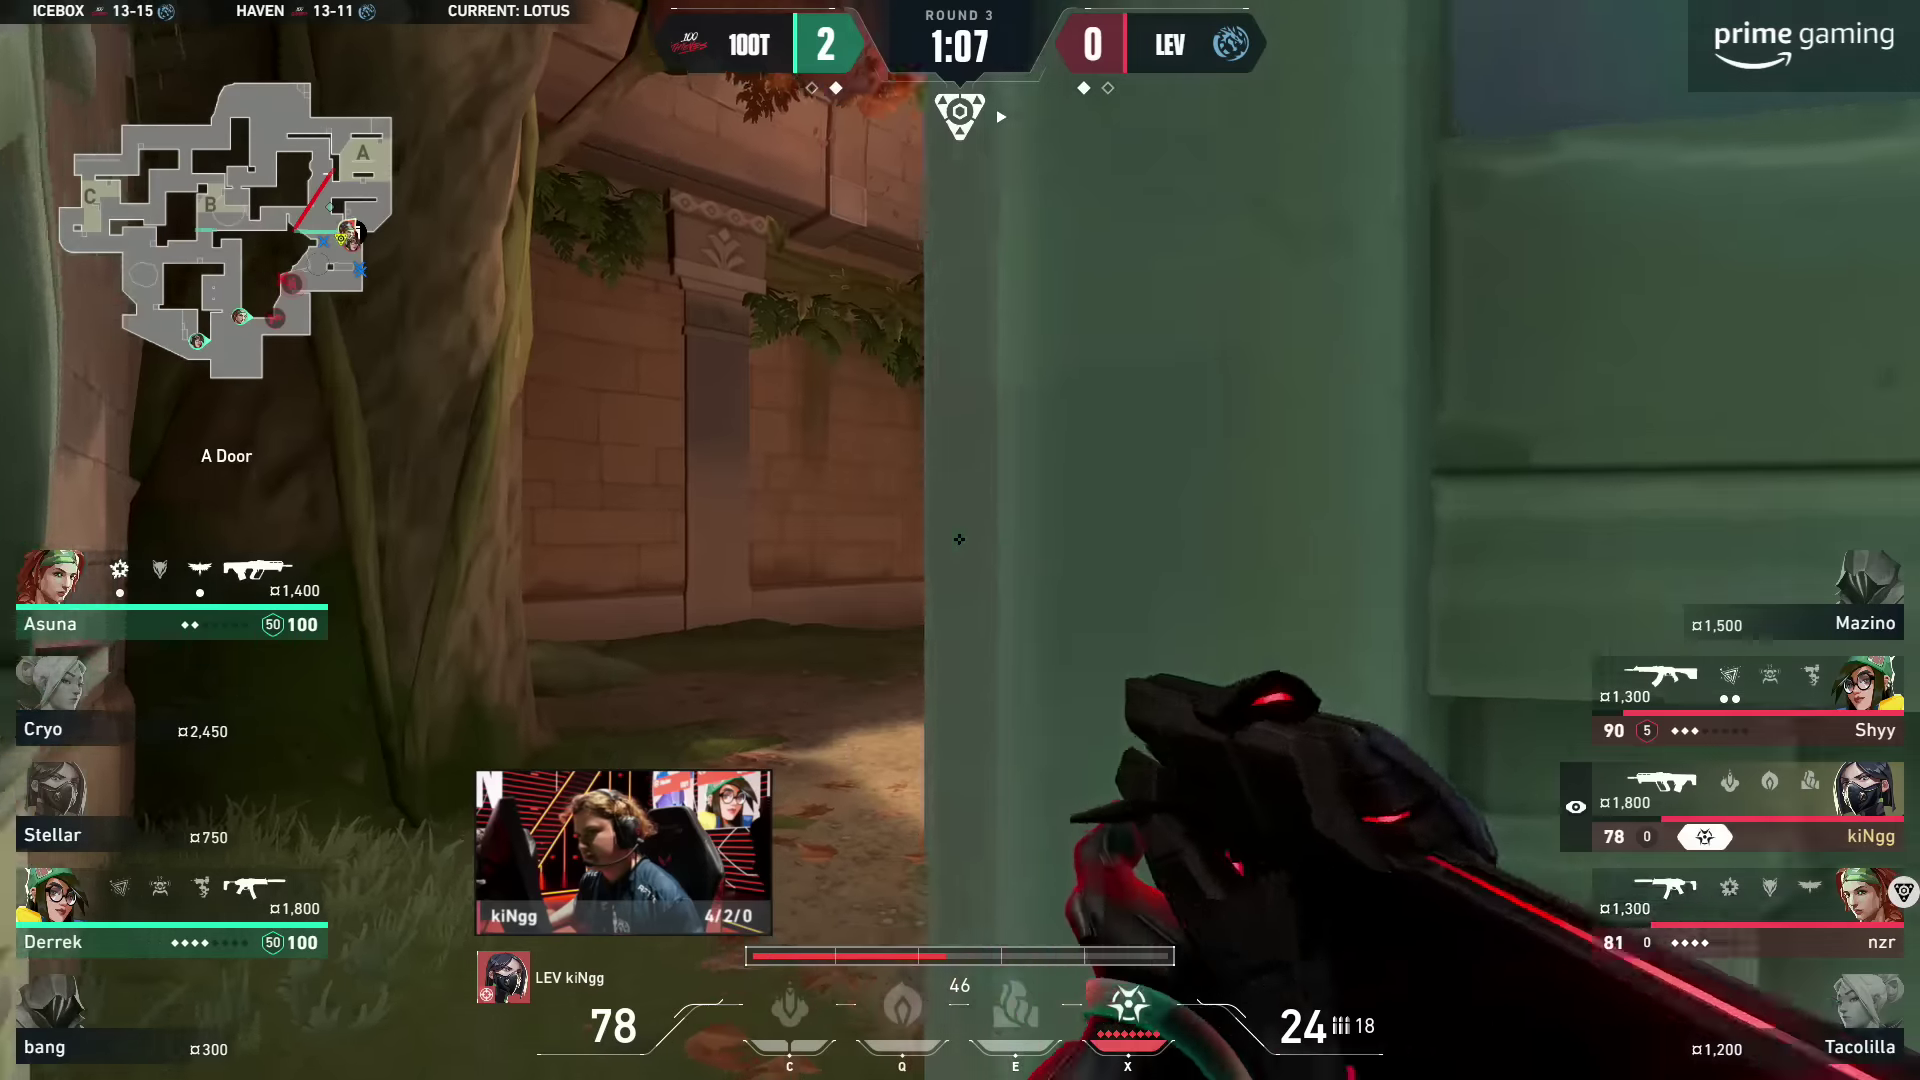 ICEBOX 13-15 HAVEN 13-11 CURRENT: LOTUS
100T 2 ROUND 3 1:07 0 LEV
prime gaming
A
B
C
A Door
¤1,400
Asuna 50 100
Cryo ¤2,450
Stellar ¤750
¤1,800
Derrek 50 100
bang ¤300
¤1,500 Mazino
¤1,300
90 5 Shyy
¤1,800
78 0 kiNgg
¤1,300
81 0 nzr
¤1,200 Tacolilla
kiNgg 4/2/0
LEV kiNgg
46
78
24 18
C Q E X